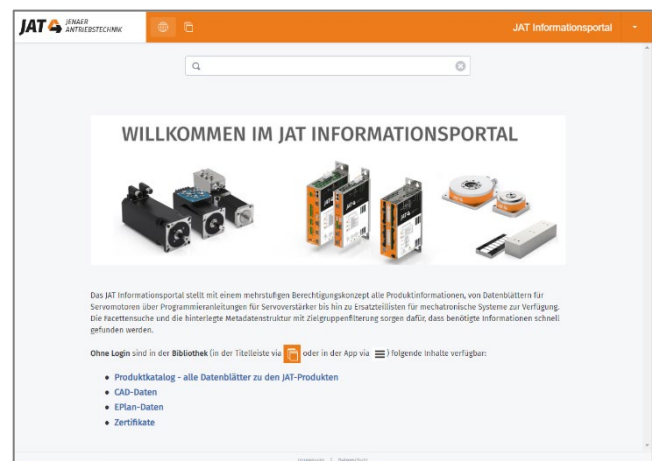 JAT JENAER
ANTRIEBSTECHNIK
JAT Informationsportal
WILLKOMMEN IM JAT INFORMATIONSPORTAL
Das JAT Informationsportal stellt mit einem mehrstufigen Berechtigungskonzept alle Produktinformationen, von Datenblättern für
Servomotoren über Programmieranleitungen für Servoverstärker bis hin zu Ersatzteillisten für mechatronische Systeme zur Verfügung.
Die Facettensuche und die hinterlegte Metadatenstruktur mit Zielgruppenfilterung sorgen dafür, dass benötigte Informationen schnell
gefunden werden.
Ohne Login sind in der Bibliothek (in der Titelleiste via oder in der App via ) folgende Inhalte verfügbar:
• Produktkatalog - alle Datenblätter zu den JAT-Produkten
• CAD-Daten
• EPlan-Daten
• Zertifikate
Impressum | Datenschutz